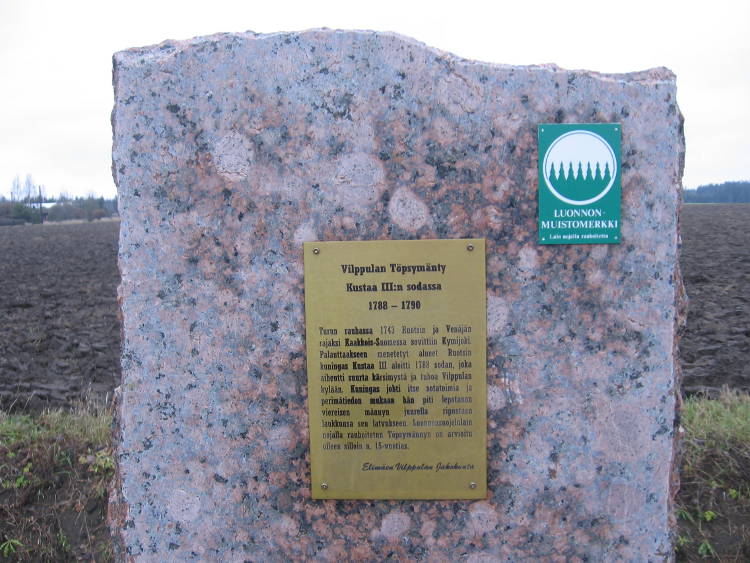 LUONNON-
MUISTOMERKKI
Lain nojalla rauhoitettu
Vilppulan Töpsymänty
Kustaa III:n sodassa
1788 – 1790
Turun rauhassa 1743 Ruotsin ja Venäjän
rajaksi Kaakkois-Suomessa sovittiin Kymijoki.
Palauttaakseen menetetyt alueet Ruotsin
kuningas Kustaa III aloitti 1788 sodan, joka
aiheutti suurta kärsimystä ja tuhoa Vilppulan
kylään. Kuningas johti itse sotatoimia ja
perimätiedon mukaan hän piti lepotauon
viereisen männyn juurella ripustaen
laukkunsa sen latvukseen. Luonnonsuojelulain
nojalla rauhoitetun Töpsymännyn on arvioitu
olleen silloin n. 15-vuotias.
Elimäen Vilppulan Jakokunta